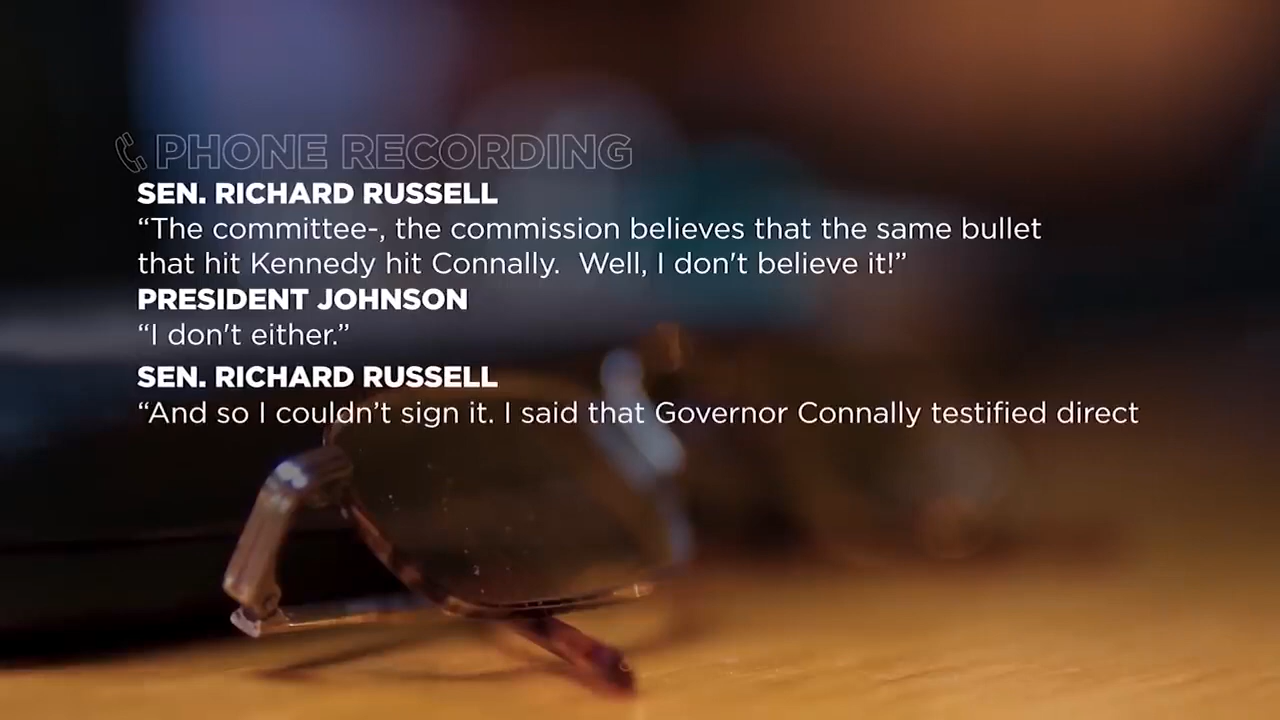 PHONE RECORDING
SEN. RICHARD RUSSELL
“The committee-, the commission believes that the same bullet
that hit Kennedy hit Connally.  Well, I don't believe it!”
PRESIDENT JOHNSON
“I don't either.”
SEN. RICHARD RUSSELL
“And so I couldn’t sign it. I said that Governor Connally testified direct